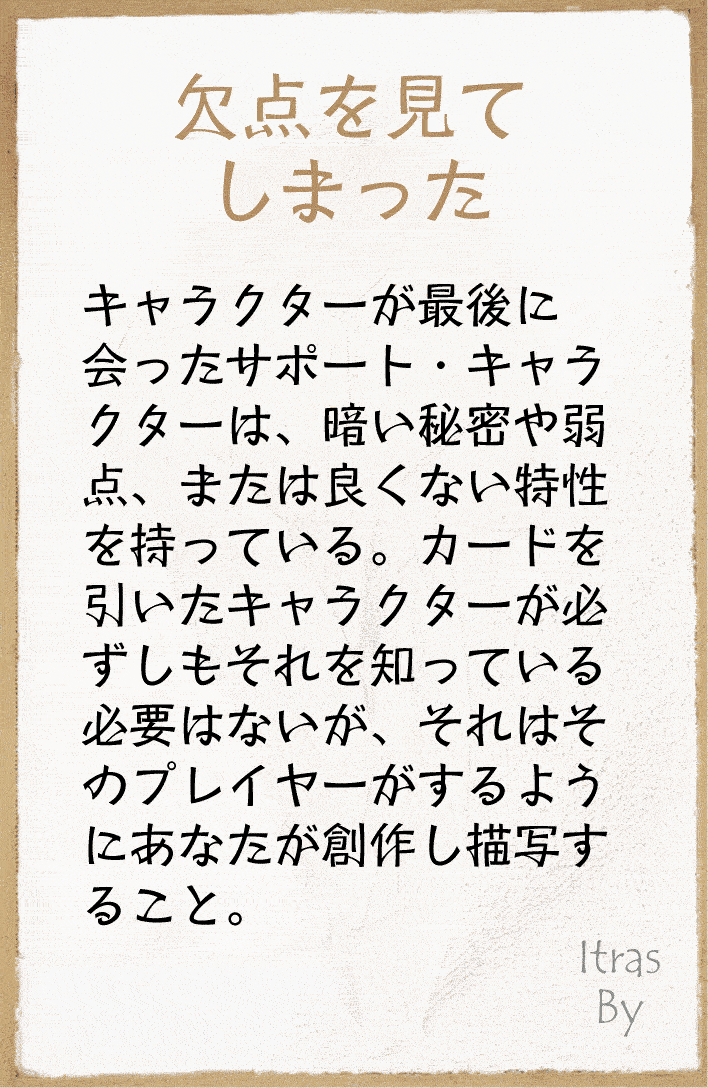 欠点を見て
しまった
キャラクターが最後に
会ったサポート・キャラ
クターは、暗い秘密や弱
点、または良くない特性
を持っている。カードを
引いたキャラクターが必
ずしもそれを知っている
必要はないが、それはそ
のプレイヤーがするよう
にあなたが創作し描写す
ること。
Itras
By